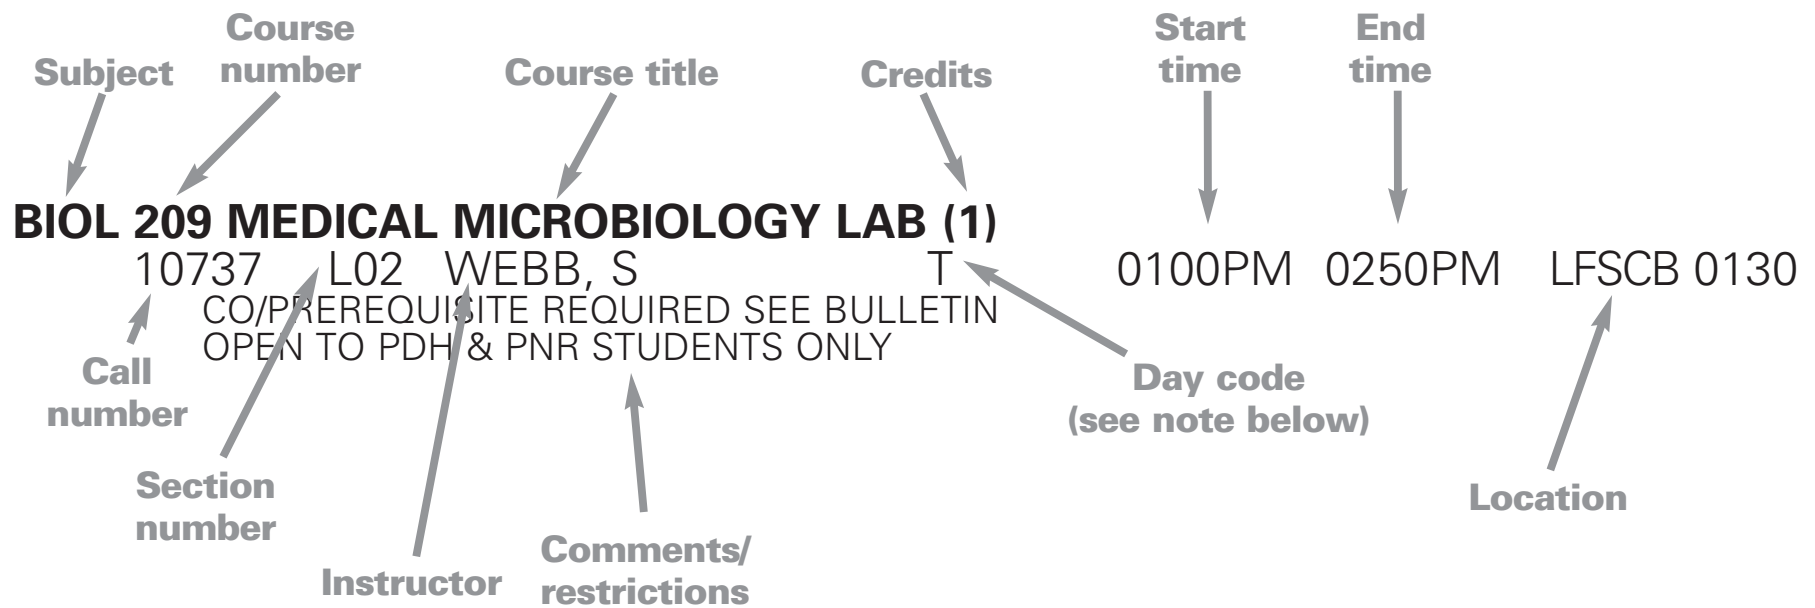 Subject
Course
number
Course title
Credits
Start
time
End
time
BIOL 209 MEDICAL MICROBIOLOGY LAB (1)
10737 L02 WEBB, S T 0100PM 0250PM LFSCB 0130
CO/PREREQUISITE REQUIRED SEE BULLETIN
OPEN TO PDH & PNR STUDENTS ONLY
Call
number
Section
number
Instructor
Comments/
restrictions
Day code
(see note below)
Location